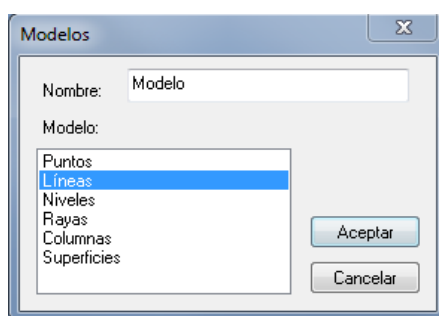 Modelos
Nombre: Modelo
Modelo:
Puntos
Líneas
Niveles
Rayas
Columnas
Superficies
Aceptar
Cancelar